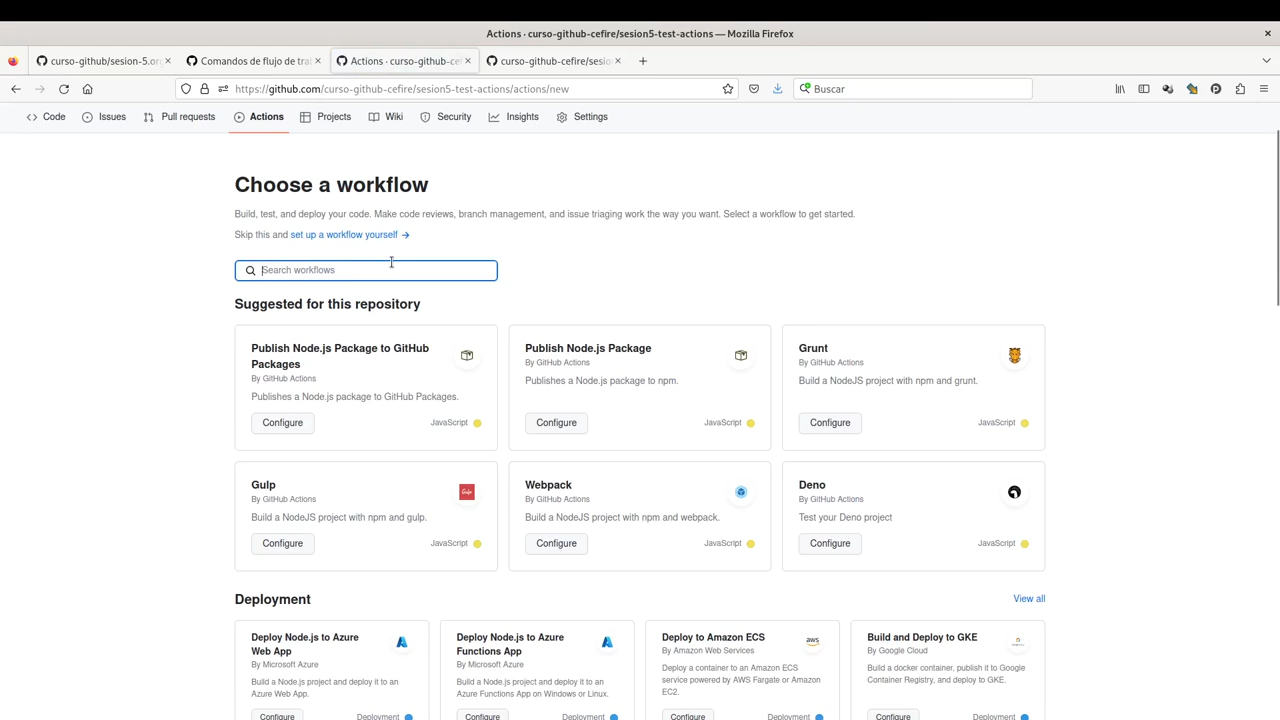 Actions · curso-github-cefire/sesion5-test-actions — Mozilla Firefox
curso-github/sesion-5.or
Comandos de flujo de tra
Actions · curso-github-cef
curso-github-cefire/sesio
https://github.com/curso-github-cefire/sesion5-test-actions/actions/new
Buscar
Code
Issues
Pull requests
Actions
Projects
Wiki
Security
Insights
Settings
Choose a workflow
Build, test, and deploy your code. Make code reviews, branch management, and issue triaging work the way you want. Select a workflow to get started.
Skip this and set up a workflow yourself →
Search workflows
Suggested for this repository
Publish Node.js Package to GitHub
Packages
By GitHub Actions
Publishes a Node.js package to GitHub Packages.
Configure
JavaScript
Publish Node.js Package
By GitHub Actions
Publishes a Node.js package to npm.
Configure
JavaScript
Grunt
By GitHub Actions
Build a NodeJS project with npm and grunt.
Configure
JavaScript
Gulp
By GitHub Actions
Build a NodeJS project with npm and gulp.
Configure
JavaScript
Webpack
By GitHub Actions
Build a NodeJS project with npm and webpack.
Configure
JavaScript
Deno
By GitHub Actions
Test your Deno project
Configure
JavaScript
Deployment
View all
Deploy Node.js to Azure
Web App
By Microsoft Azure
Build a Node.js project and deploy it to an
Azure Web App.
Configure
Deployment
Deploy Node.js to Azure
Functions App
By Microsoft Azure
Build a Node.js project and deploy it to an
Azure Functions App on Windows or Linux.
Configure
Deployment
Deploy to Amazon ECS
By Amazon Web Services
aws
Deploy a container to an Amazon ECS
service powered by AWS Fargate or Amazon
EC2.
Configure
Deployment
Build and Deploy to GKE
By Google Cloud
Build a docker container, publish it to Google
Container Registry, and deploy to GKE.
Configure
Deployment